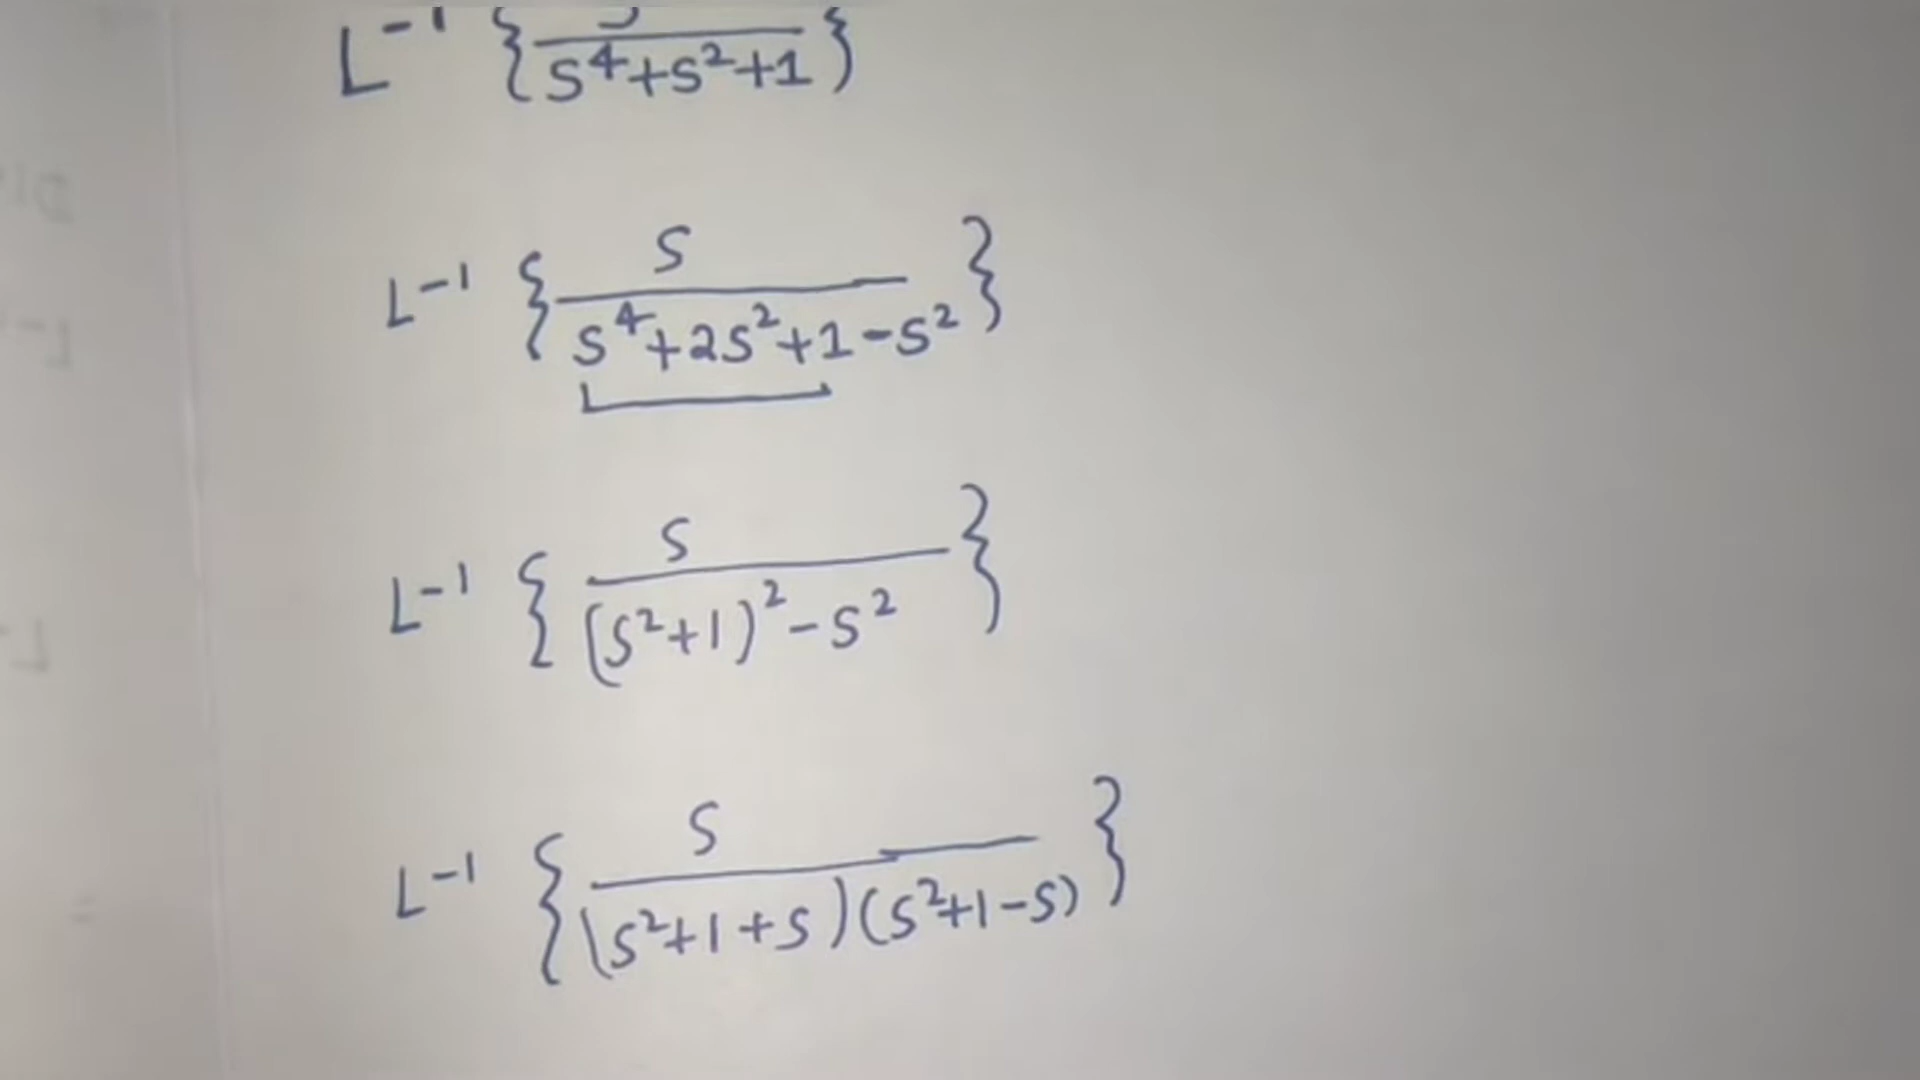 L⁻¹ { s / (s⁴+s²+1) }
L⁻¹ { s / (s⁴+2s²+1-s²) }
L⁻¹ { s / ((s²+1)²-s²) }
L⁻¹ { s / ((s²+1+s)(s²+1-s)) }